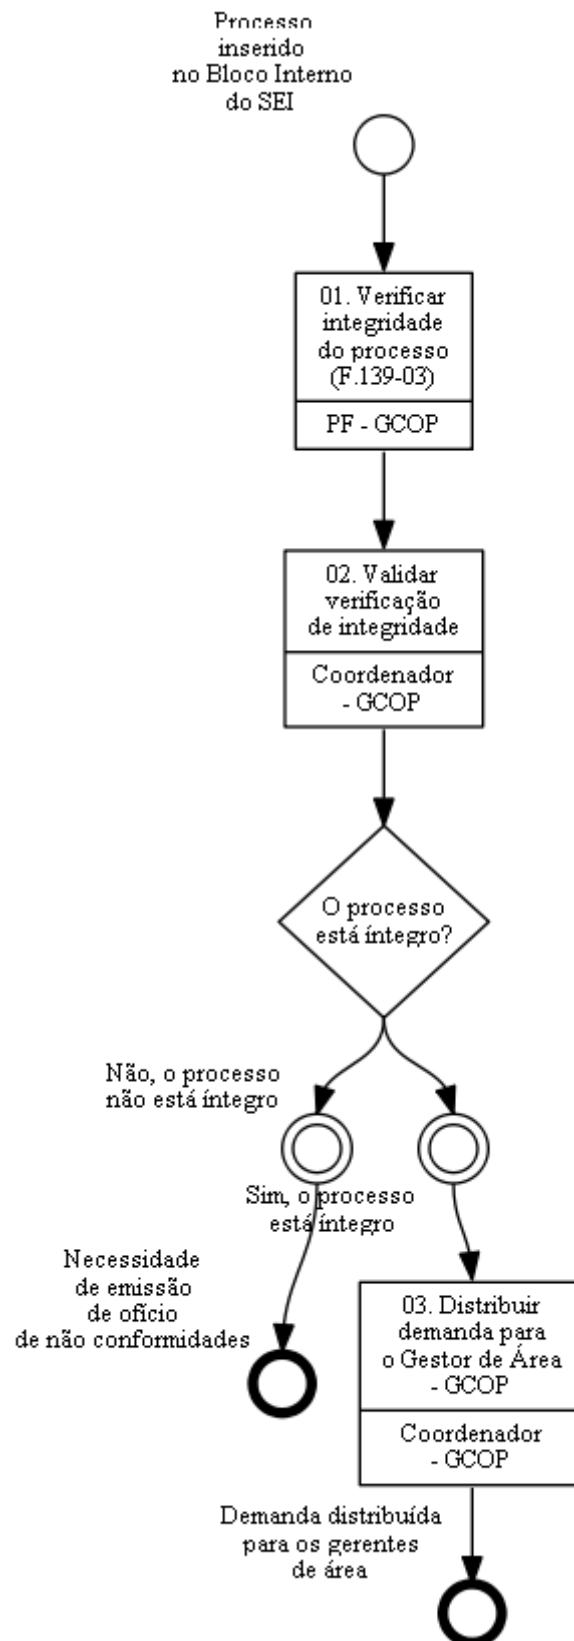 Processo
inserido
no Bloco Interno
do SEI
01. Verificar
integridade
do processo
(F.139-03)
PF - GCOP
02. Validar
verificação
de integridade
Coordenador
- GCOP
O processo
está íntegro?
Não, o processo
não está íntegro
Sim, o processo
está íntegro
Necessidade
de emissão
de ofício
de não conformidades
03. Distribuir
demanda para
o Gestor de Área
- GCOP
Coordenador
- GCOP
Demanda distribuída
para os gerentes
de área